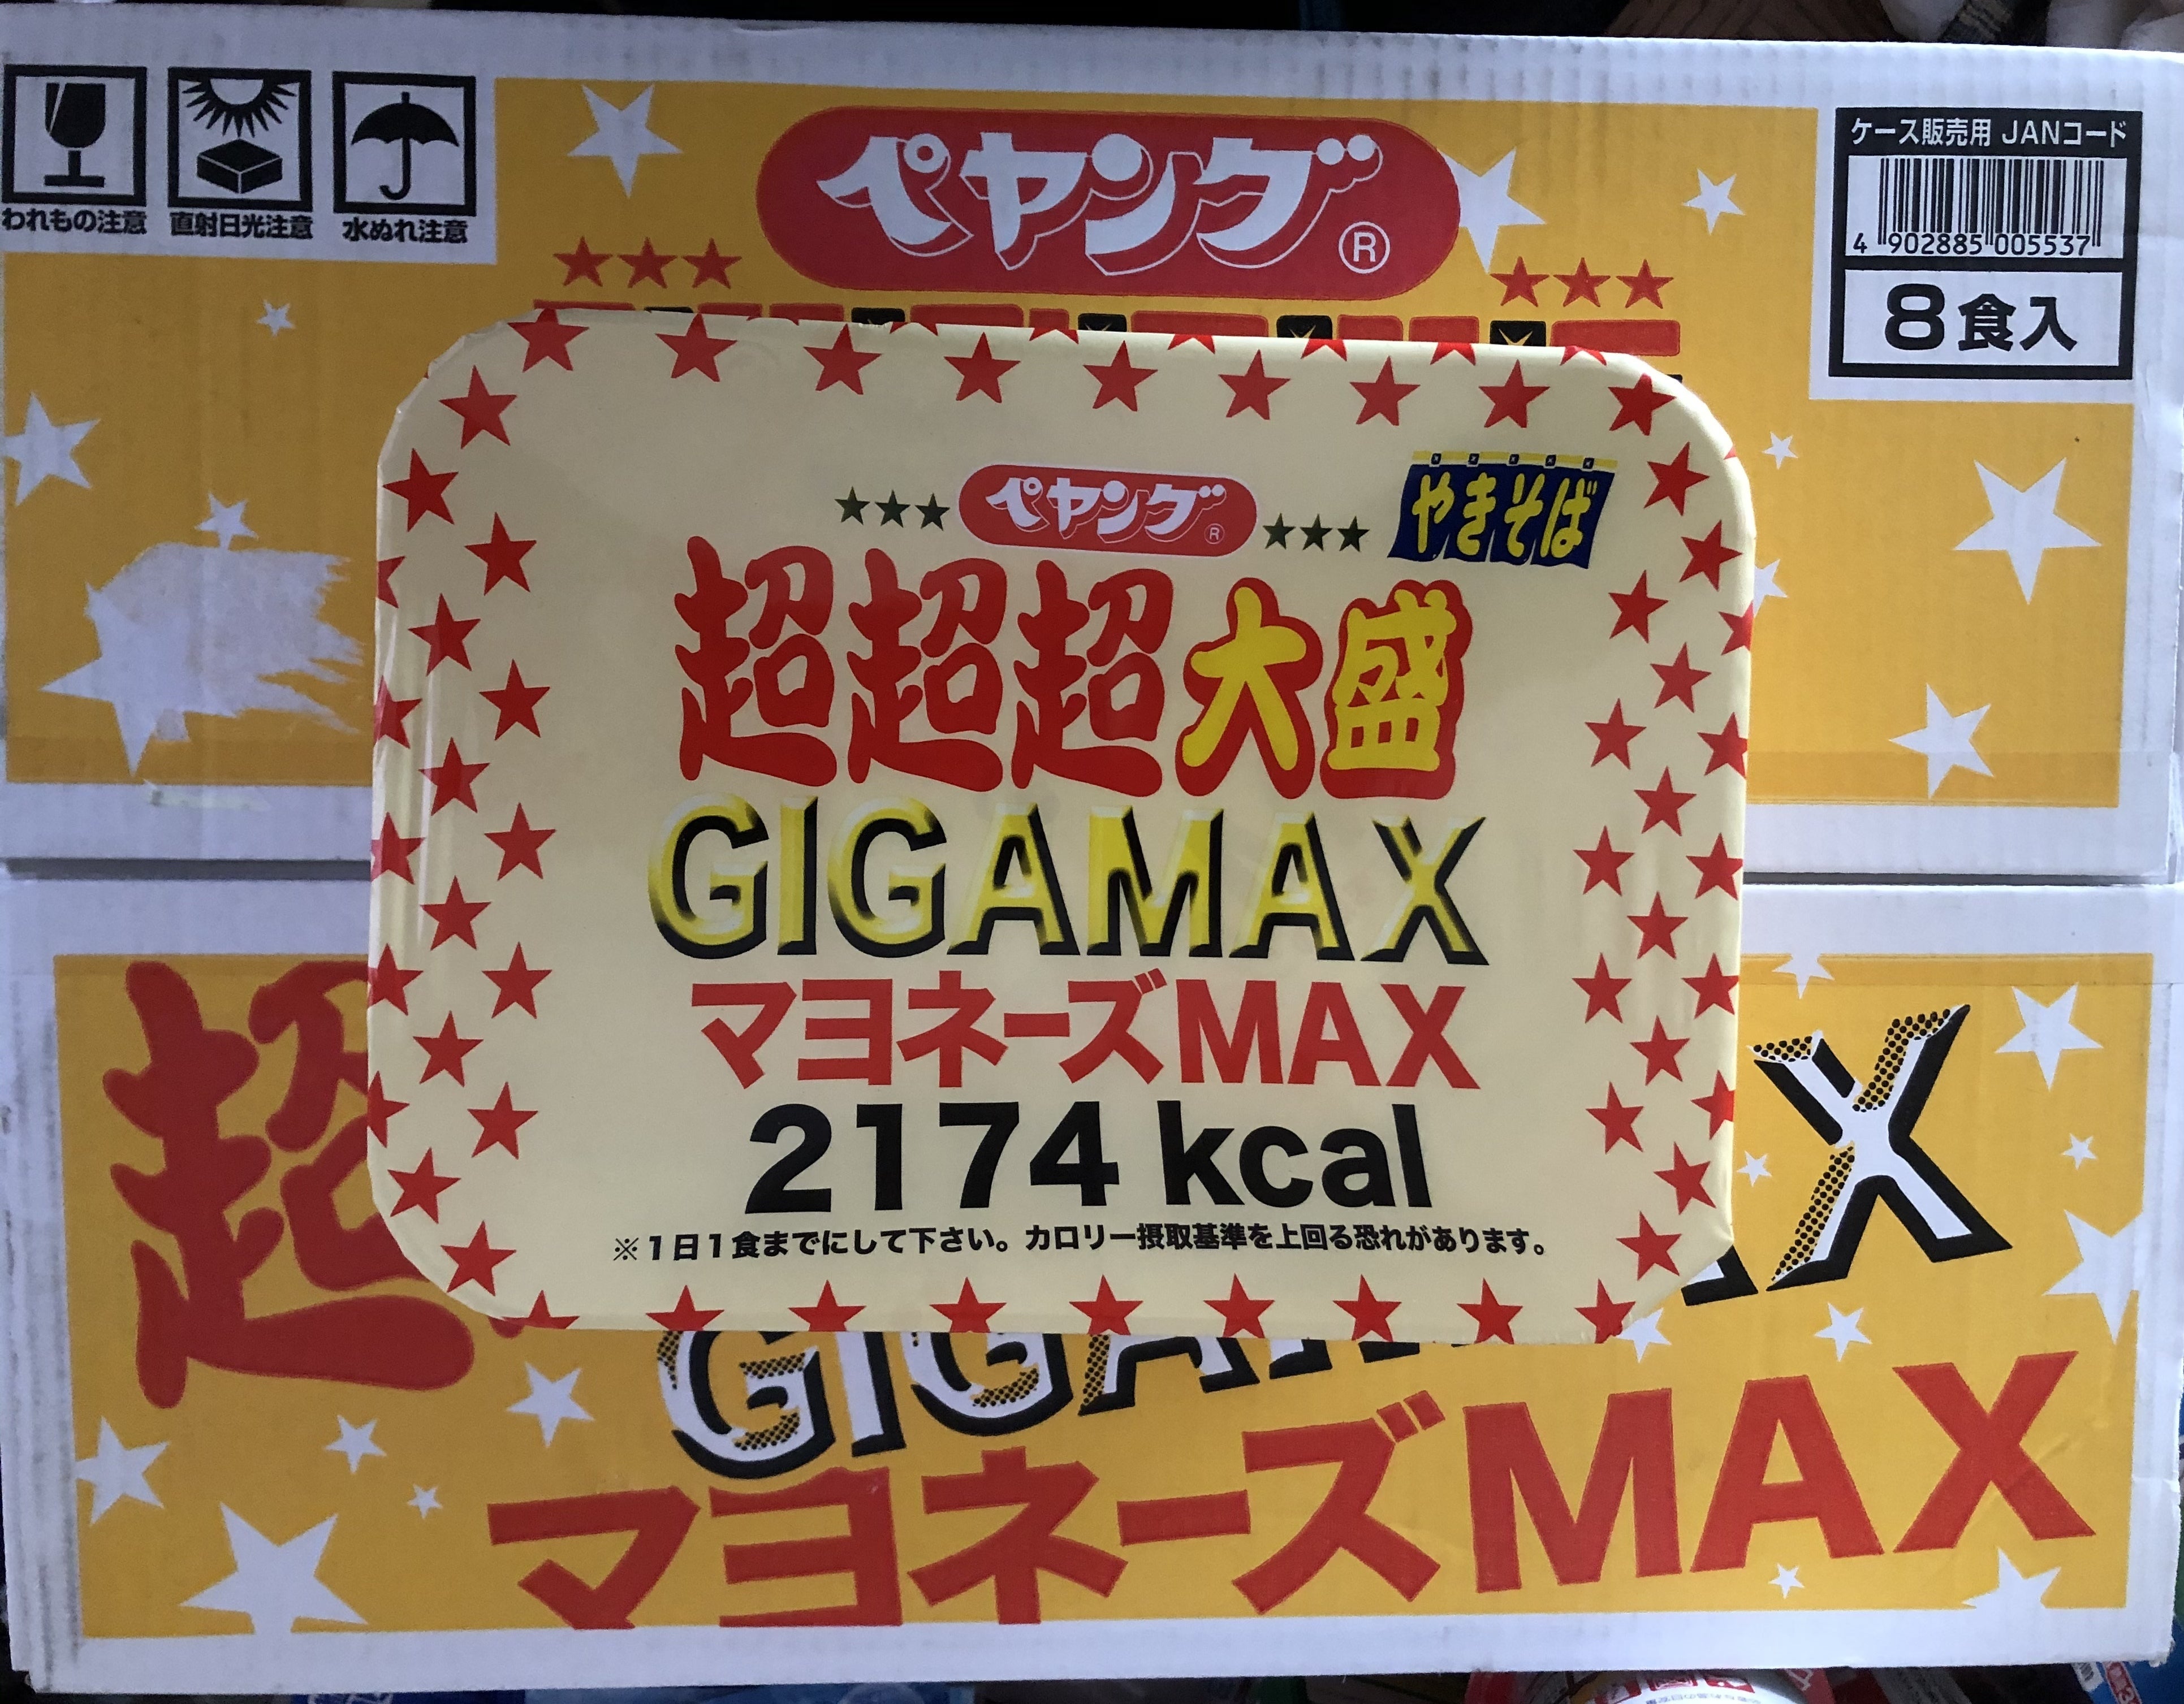 われもの注意
直射日光注意
水ぬれ注意
ペヤング®
ケース販売用 JANコード
4 902885 005537
8食入
ペヤング®
やきそば
超超超大盛
GIGAMAX
マヨネーズMAX
2174kcal
※1日1食までにして下さい。カロリー摂取基準を上回る恐れがあります。
超
マヨネーズMAX